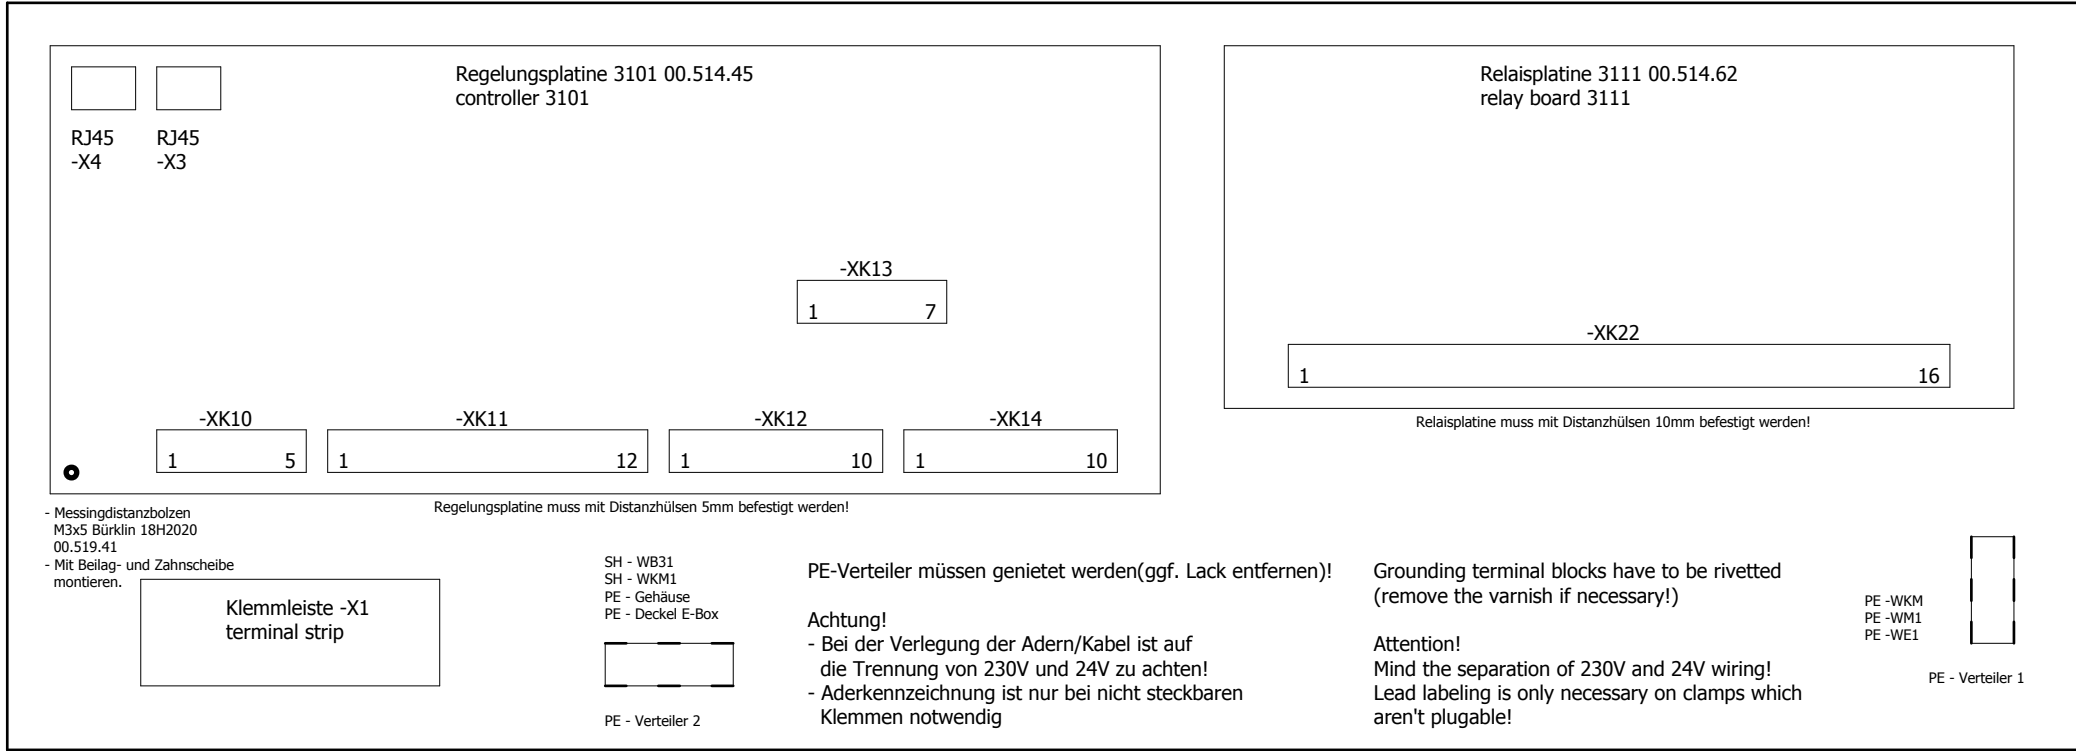 Regelungsplatine 3101 00.514.45
controller 3101
RJ45
-X4
RJ45
-X3
-XK13
1 7
-XK10
1 5
-XK11
1 12
-XK12
1 10
-XK14
1 10
Regelungsplatine muss mit Distanzhülsen 5mm befestigt werden!
Relaisplatine 3111 00.514.62
relay board 3111
-XK22
1 16
Relaisplatine muss mit Distanzhülsen 10mm befestigt werden!
- Messingdistanzbolzen
M3x5 Bürklin 18H2020
00.519.41
- Mit Beilag- und Zahnscheibe
montieren.
Klemmleiste -X1
terminal strip
SH - WB31
SH - WKM1
PE - Gehäuse
PE - Deckel E-Box
PE - Verteiler 2
PE-Verteiler müssen genietet werden(ggf. Lack entfernen)!
Achtung!
- Bei der Verlegung der Adern/Kabel ist auf
die Trennung von 230V und 24V zu achten!
- Aderkennzeichnung ist nur bei nicht steckbaren
Klemmen notwendig
Grounding terminal blocks have to be rivetted
(remove the varnish if necessary!)
Attention!
Mind the separation of 230V and 24V wiring!
Lead labeling is only necessary on clamps which
aren't plugable!
PE -WKM
PE -WM1
PE -WE1
PE - Verteiler 1